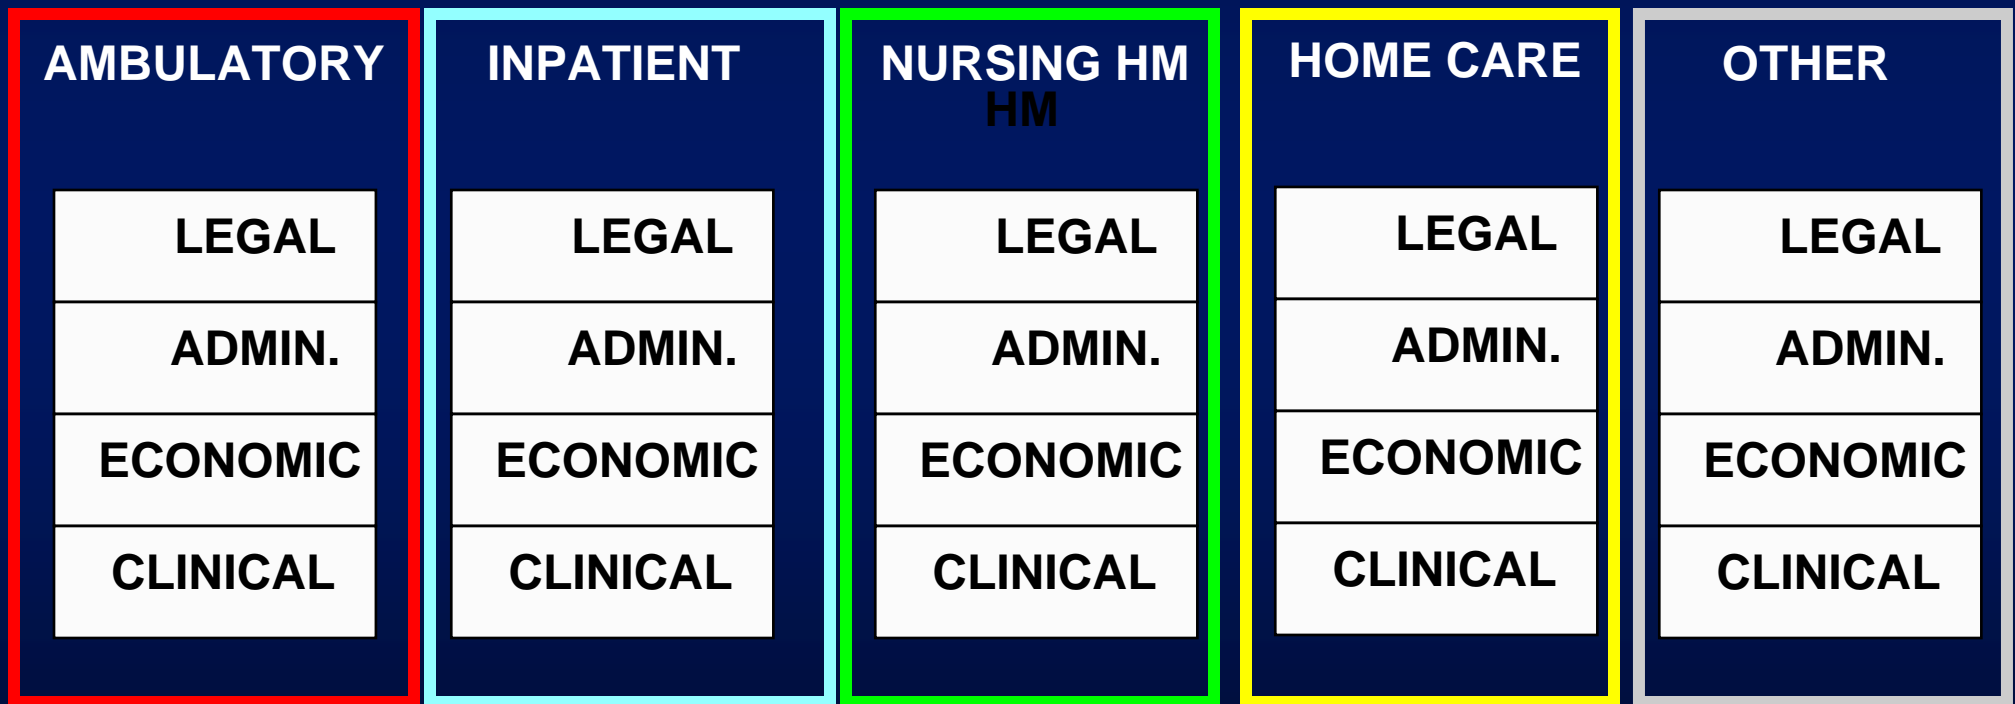 AMBULATORY
LEGAL
ADMIN.
ECONOMIC
CLINICAL
INPATIENT
LEGAL
ADMIN.
ECONOMIC
CLINICAL
NURSING HM
HM
LEGAL
ADMIN.
ECONOMIC
CLINICAL
HOME CARE
LEGAL
ADMIN.
ECONOMIC
CLINICAL
OTHER
LEGAL
ADMIN.
ECONOMIC
CLINICAL